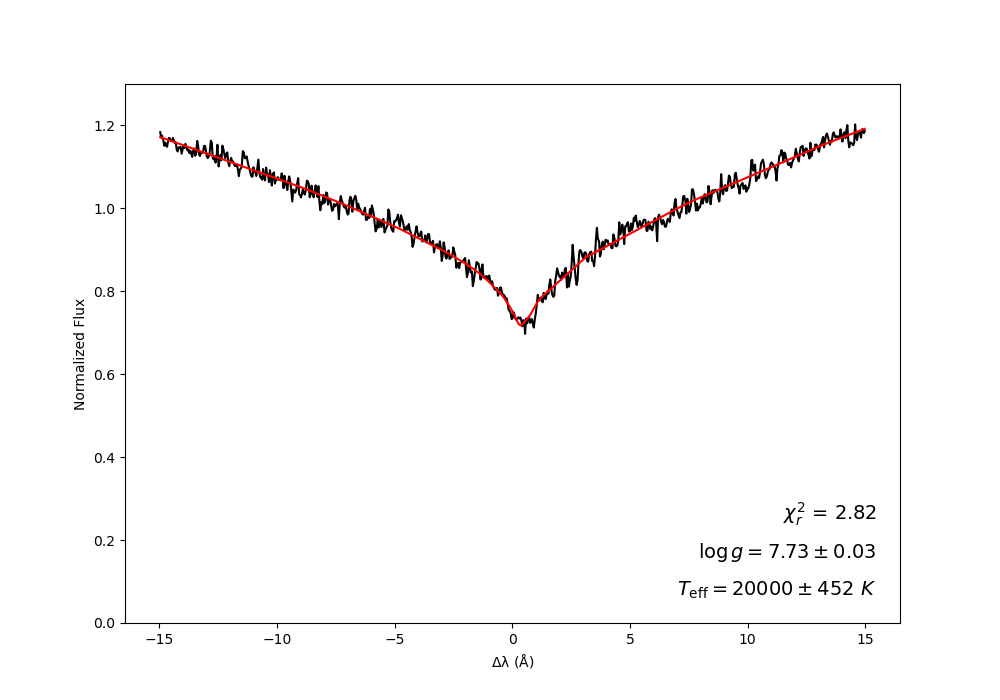 1.2
1.0
0.8
0.6
0.4
0.2
0.0
Normalized Flux
χ²ᵣ = 2.82
log g = 7.73 ± 0.03
T_eff = 20000 ± 452 K
−15 −10 −5 0 5 10 15
Δλ (Å)